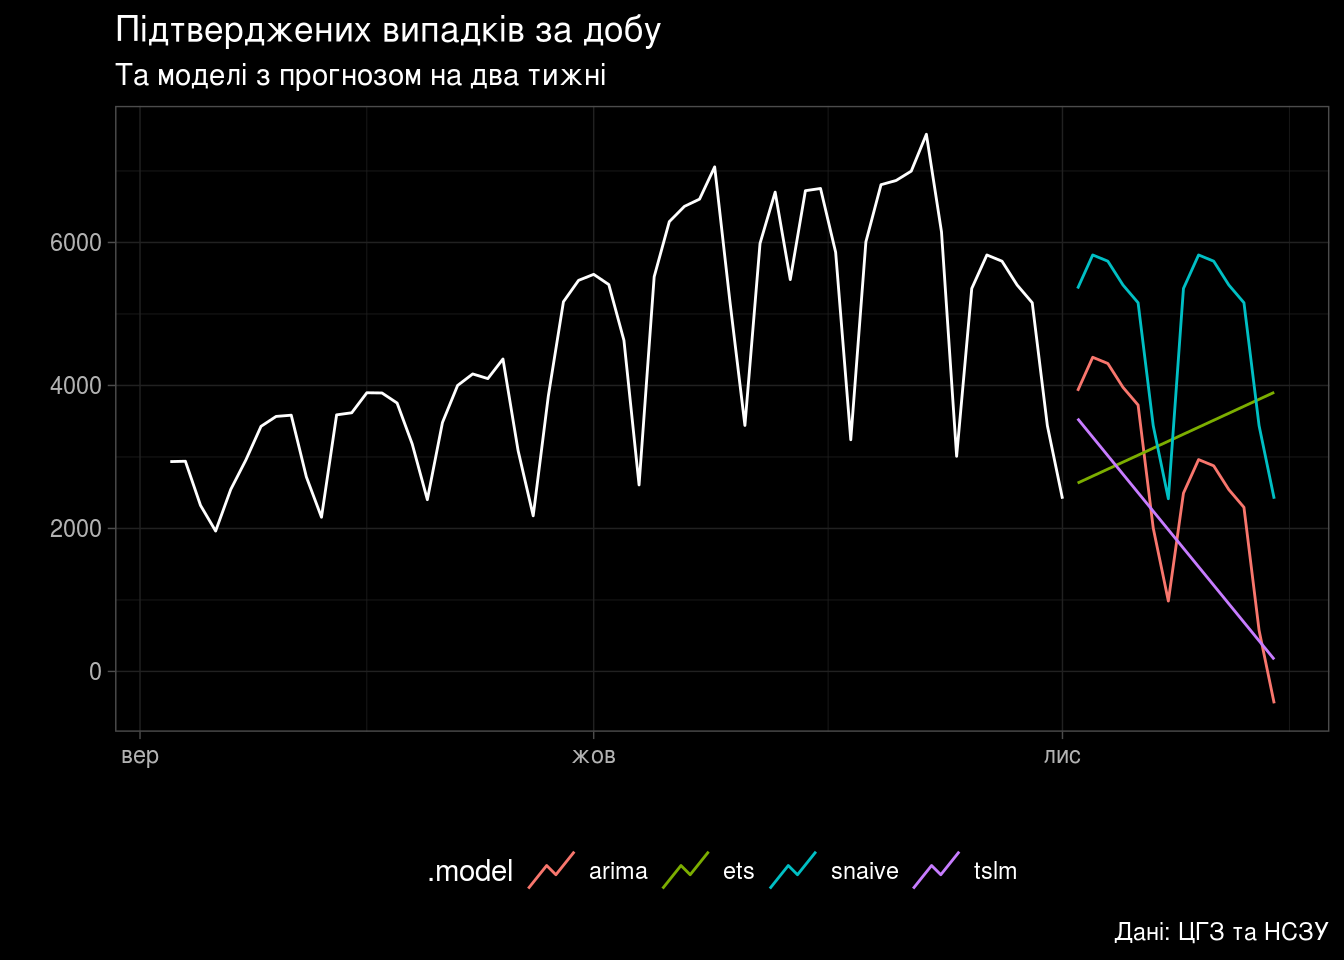 Підтверджених випадків за добу
Та моделі з прогнозом на два тижні
6000
4000
2000
0
вер жов лис
.model arima ets snaive tslm
Дані: ЦГЗ та НСЗУ